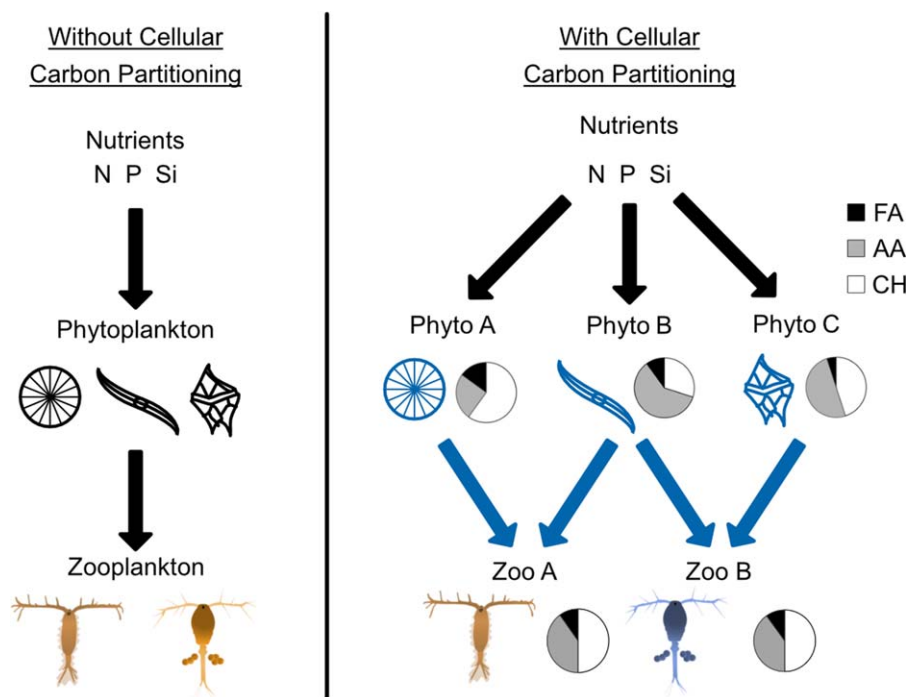 Without Cellular
Carbon Partitioning
Nutrients
N P Si
Phytoplankton
Zooplankton
With Cellular
Carbon Partitioning
Nutrients
N P Si
FA
AA
CH
Phyto A
Phyto B
Phyto C
Zoo A
Zoo B